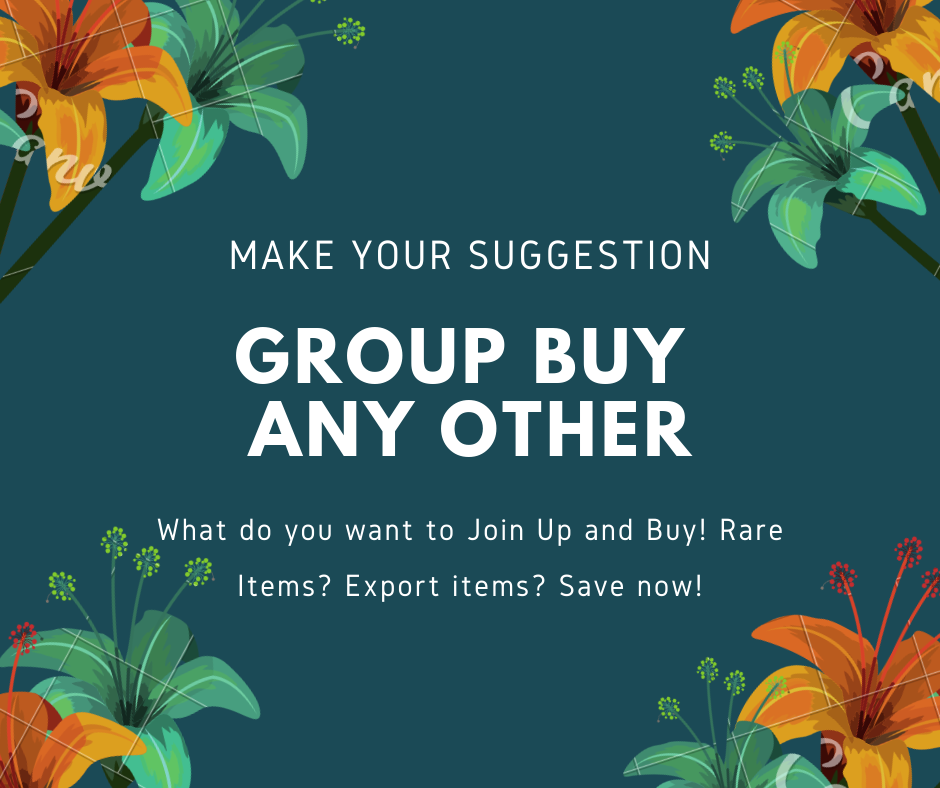 MAKE YOUR SUGGESTION
GROUP BUY
ANY OTHER
What do you want to Join Up and Buy! Rare
Items? Export items? Save now!